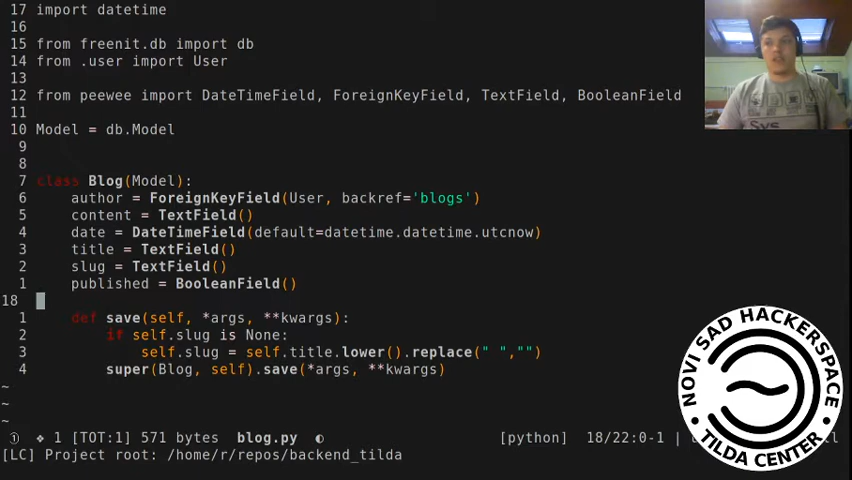 17 import datetime
16
15 from freenit.db import db
14 from .user import User
13
12 from peewee import DateTimeField, ForeignKeyField, TextField, BooleanField
11
10 Model = db.Model
9
8
7 class Blog(Model):
6 author = ForeignKeyField(User, backref='blogs')
5 content = TextField()
4 date = DateTimeField(default=datetime.datetime.utcnow)
3 title = TextField()
2 slug = TextField()
1 published = BooleanField()
18
1 def save(self, *args, **kwargs):
2 if self.slug is None:
3 self.slug = self.title.lower().replace(" ","")
4 super(Blog, self).save(*args, **kwargs)
~
~
~
① ❖ 1 [TOT:1] 571 bytes blog.py ◐ [python] 18/22:0-1 |
[LC] Project root: /home/r/repos/backend_tilda
Sys
NOVI SAD HACKERSPACE
TILDA CENTER